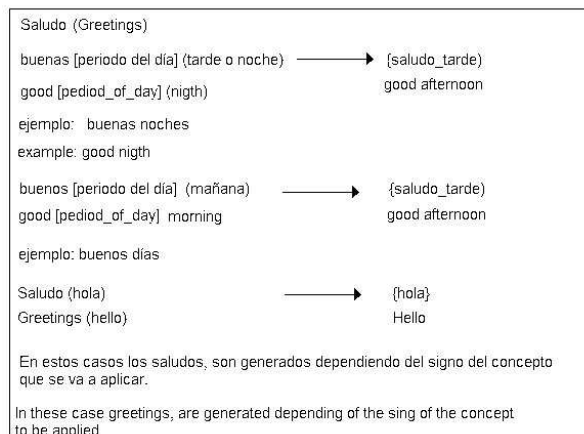 Saludo (Greetings)
buenas [periodo del día] (tarde o noche) {saludo_tarde)
good [pediod_of_day] (nigth) good afternoon
ejemplo: buenas noches
example: good nigth
buenos [periodo del día] (mañana) {saludo_tarde)
good [pediod_of_day] morning good afternoon
ejemplo: buenos días
Saludo (hola) {hola}
Greetings (hello) Hello
En estos casos los saludos, son generados dependiendo del signo del concepto
que se va a aplicar.
In these case greetings, are generated depending of the sing of the concept
to be applied